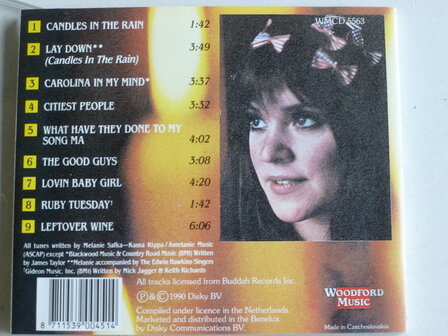 WMCD 5563
1 CANDLES IN THE RAIN 1:42
2 LAY DOWN** 3:49
(Candles In The Rain)
3 CAROLINA IN MY MIND* 3:37
4 CITIEST PEOPLE 3:32
5 WHAT HAVE THEY DONE TO MY
SONG MA 4:02
6 THE GOOD GUYS 3:08
7 LOVIN BABY GIRL 4:20
8 RUBY TUESDAY' 1:42
9 LEFTOVER WINE 6:06
All tunes written by Melanie Safka—Kama Rippa/Amelanie Music
(ASCAP) except *Blackwood Music & Country Road Music (BMI) Written
by James Taylor **Melanie accompanied by The Edwin Hawkins Singers
'Gideon Music, Inc. (BMI) Written by Mick Jagger & Keith Richards
All tracks licensed from Buddah Records Inc.
℗ & © 1990 Disky BV
Compiled under licence in the Netherlands.
Marketed and distributed in the Benelux
by Disky Communications BV.
WOODFORD
MUSIC
Made in Czechoslovakia
8 711539 004514